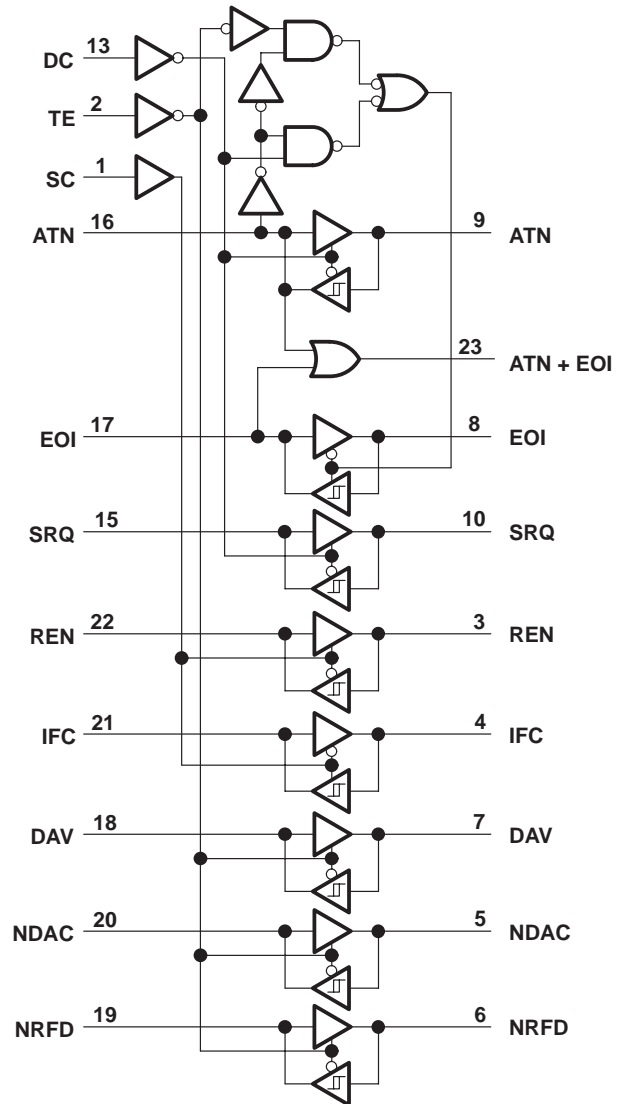 DC 13
TE 2
SC 1
ATN 16 9 ATN
23 ATN + EOI
EOI 17 8 EOI
SRQ 15 10 SRQ
REN 22 3 REN
IFC 21 4 IFC
DAV 18 7 DAV
NDAC 20 5 NDAC
NRFD 19 6 NRFD